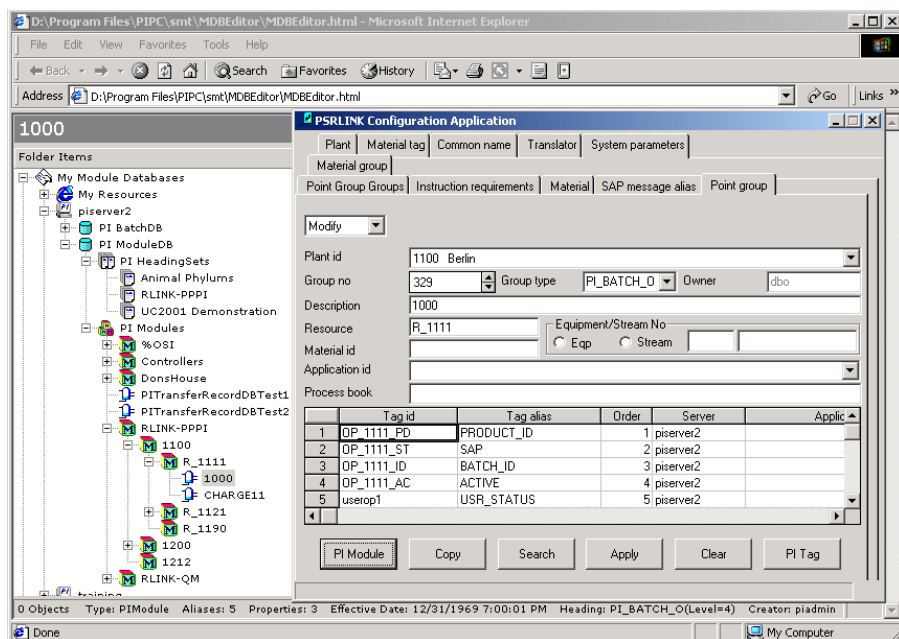 D:\Program Files\PIPC\smt\MDBEditor\MDBEditor.html - Microsoft Internet Explorer
File Edit View Favorites Tools Help
Back Search Favorites History
Address D:\Program Files\PIPC\smt\MDBEditor\MDBEditor.html Go Links »
1000
Folder Items
My Module Databases
My Resources
piserver2
PI BatchDB
PI ModuleDB
PI HeadingSets
Animal Phylums
RLINK-PPPI
UC2001 Demonstration
PI Modules
%OSI
Controllers
DonsHouse
PITransferRecordDBTest1
PITransferRecordDBTest2
RLINK-PPPI
1100
R_1111
1000
CHARGE11
R_1121
R_1190
1200
1212
RLINK-QM
training
PSRLINK Configuration Application
Plant Material tag Common name Translator System parameters
Material group
Point Group Groups Instruction requirements Material SAP message alias Point group
Modify
Plant id 1100 Berlin
Group no 329 Group type PI_BATCH_O Owner dbo
Description 1000
Resource R_1111 Equipment/Stream No
Material id Eqp Stream
Application id
Process book
Tag id Tag alias Order Server Applic
1 OP_1111_PD PRODUCT_ID 1 piserver2
2 OP_1111_ST SAP 2 piserver2
3 OP_1111_ID BATCH_ID 3 piserver2
4 OP_1111_AC ACTIVE 4 piserver2
5 userop1 USR_STATUS 5 piserver2
PI Module Copy Search Apply Clear PI Tag
0 Objects Type: PIModule Aliases: 5 Properties: 3 Effective Date: 12/31/1969 7:00:01 PM Heading: PI_BATCH_O(Level=4) Creator: piadmin
Done My Computer